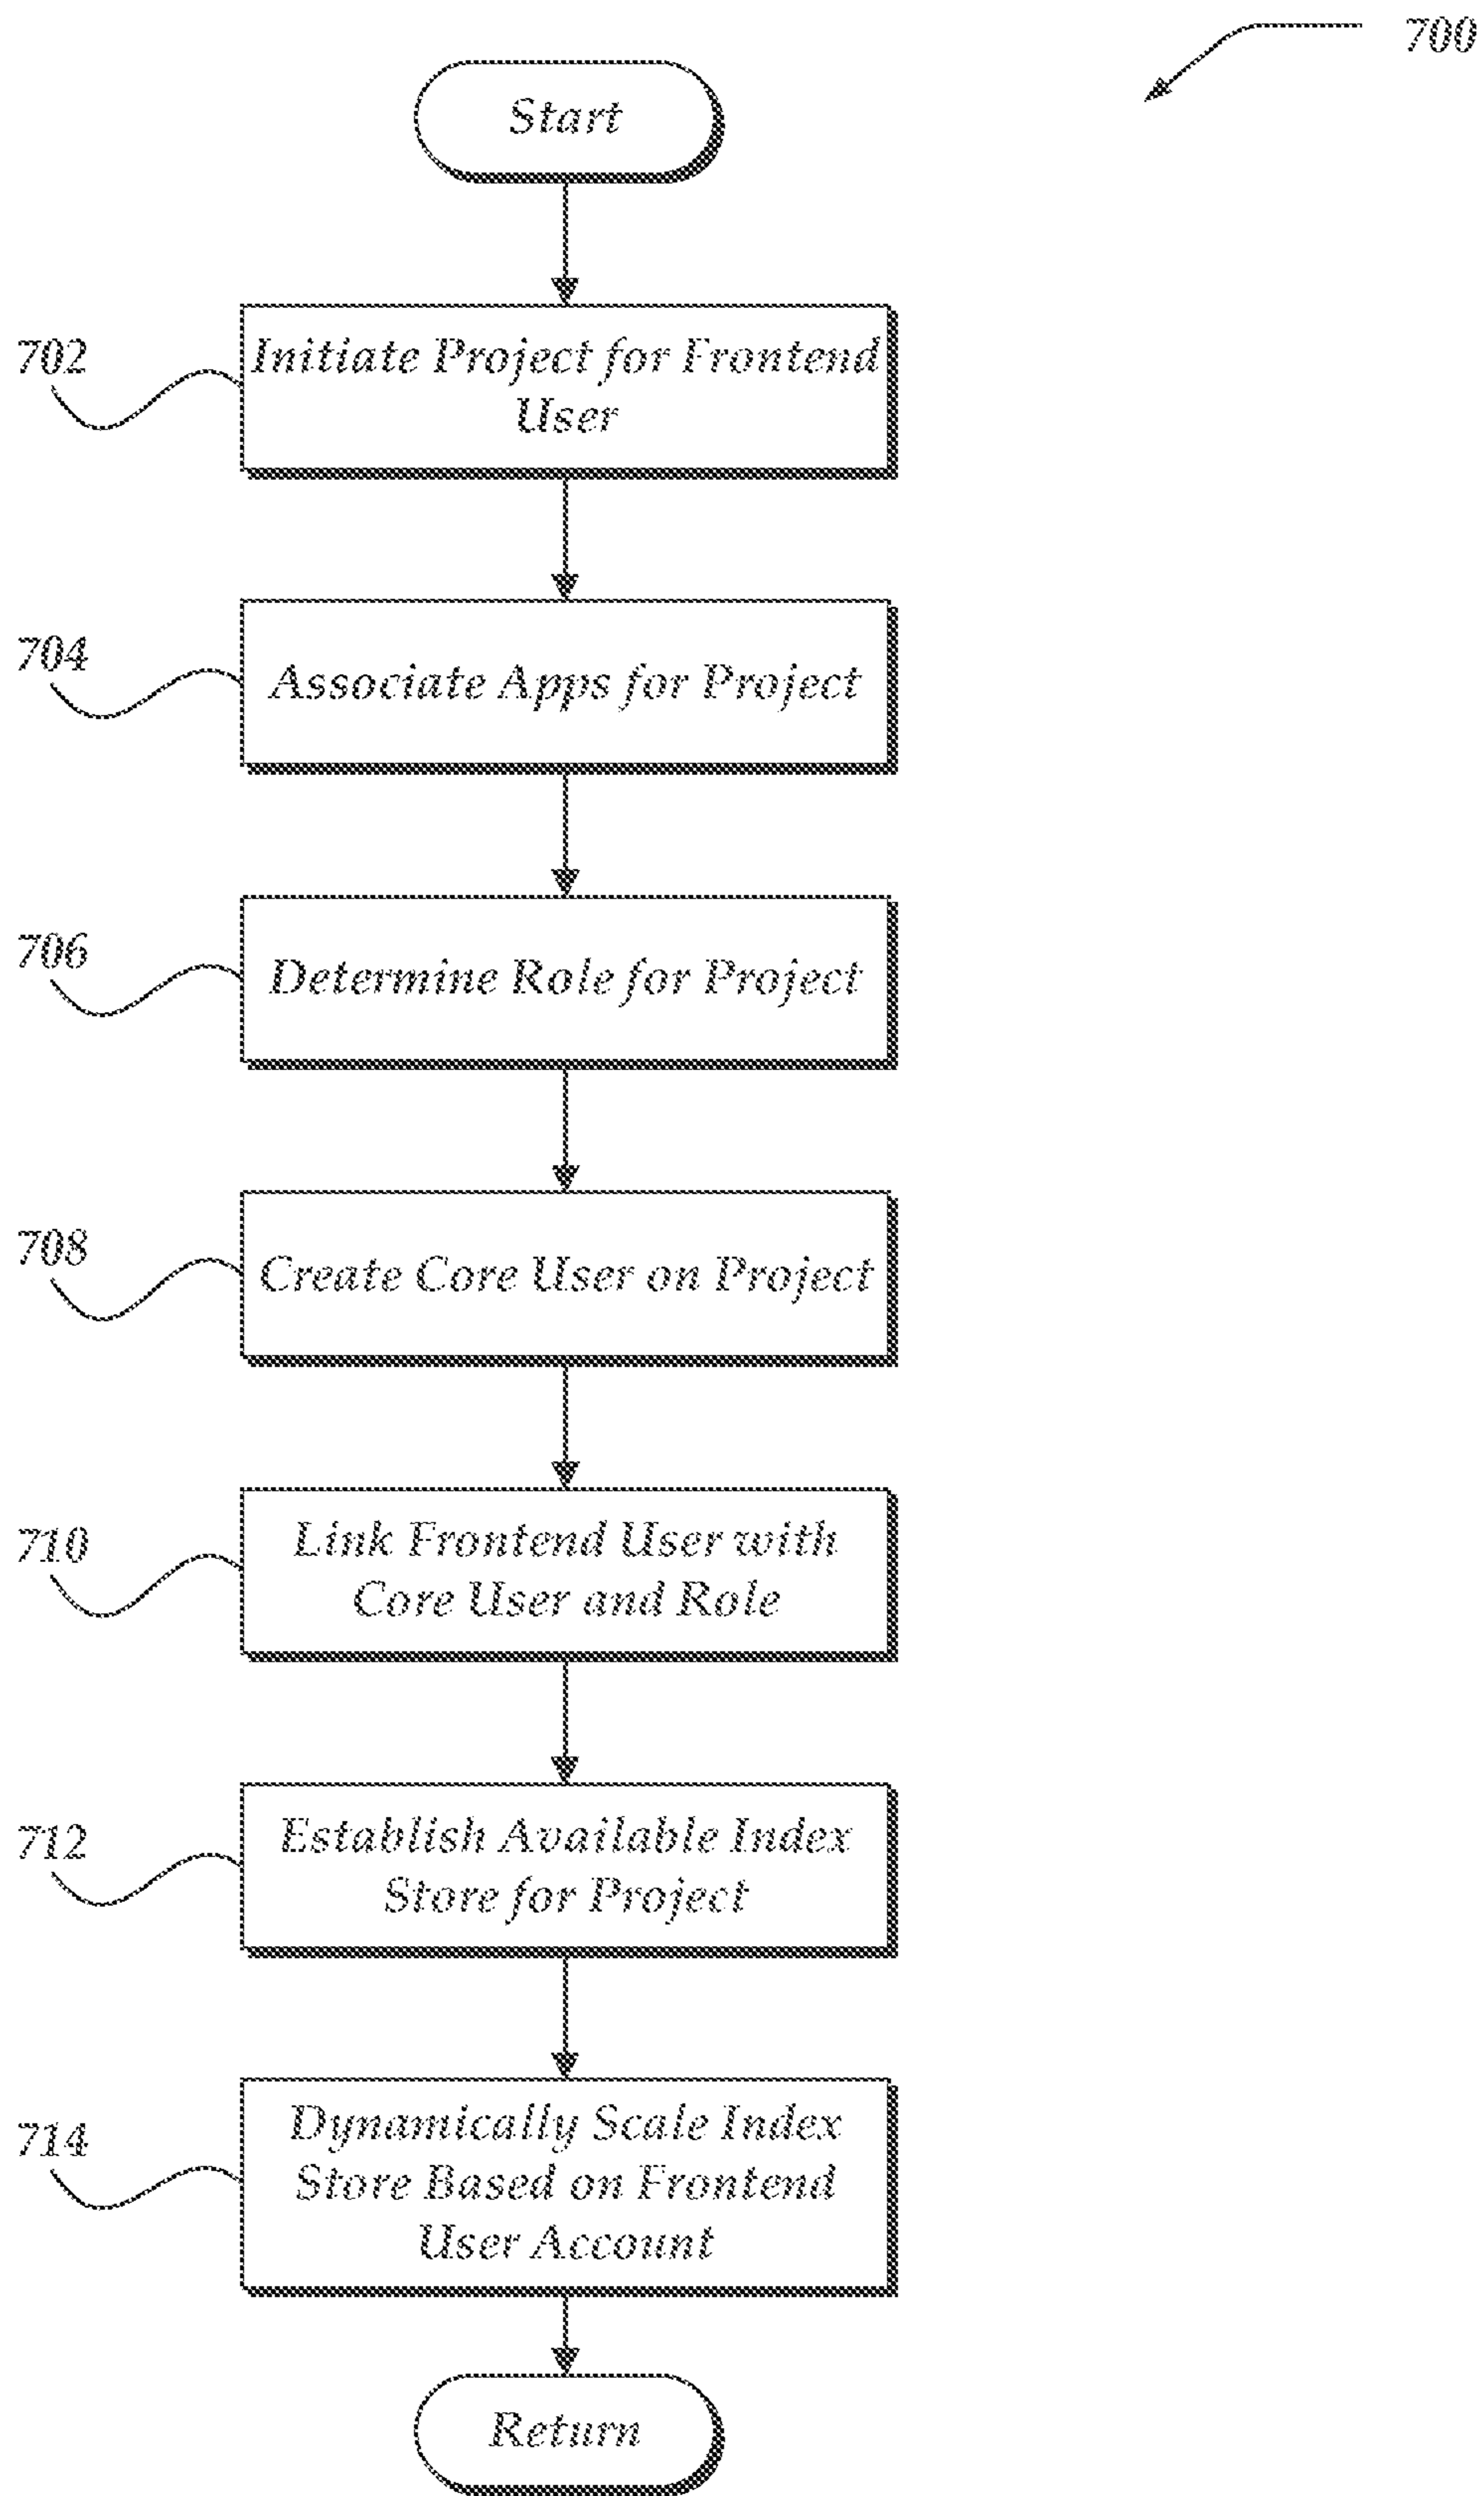 700
Start
702
Initiate Project for Frontend
User
704
Associate Apps for Project
706
Determine Role for Project
708
Create Core User on Project
710
Link Frontend User with
Core User and Role
712
Establish Available Index
Store for Project
714
Dynamically Scale Index
Store Based on Frontend
User Account
Return